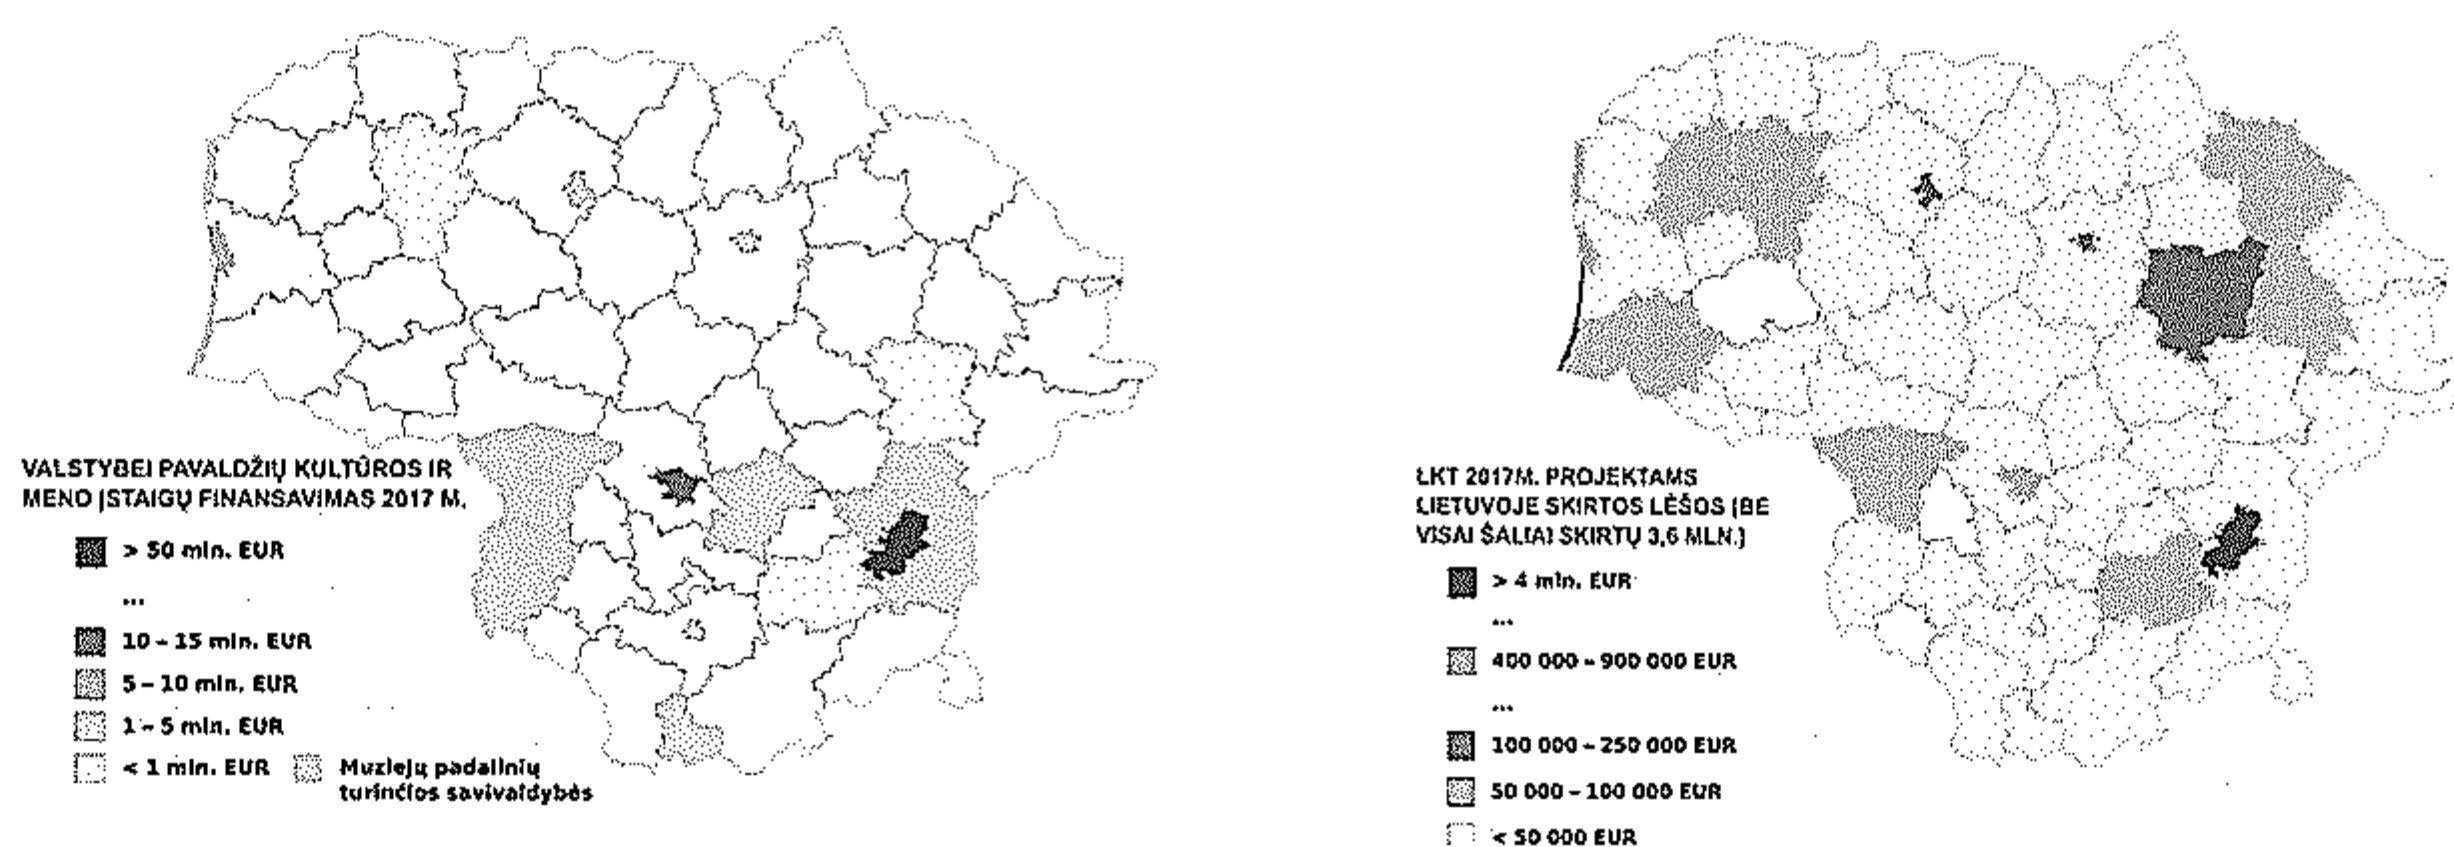 VALSTYBEI PAVALDŽIŲ KULTŪROS IR
MENO ĮSTAIGŲ FINANSAVIMAS 2017 M.
> 50 mln. EUR
...
10 – 15 mln. EUR
5 – 10 mln. EUR
1 – 5 mln. EUR
< 1 mln. EUR
Muziejų padalinių
turinčios savivaldybės
LKT 2017M. PROJEKTAMS
LIETUVOJE SKIRTOS LĖŠOS (BE
VISAI ŠALIAI SKIRTŲ 3,6 MLN.)
> 4 mln. EUR
...
400 000 – 900 000 EUR
...
100 000 – 250 000 EUR
50 000 – 100 000 EUR
< 50 000 EUR